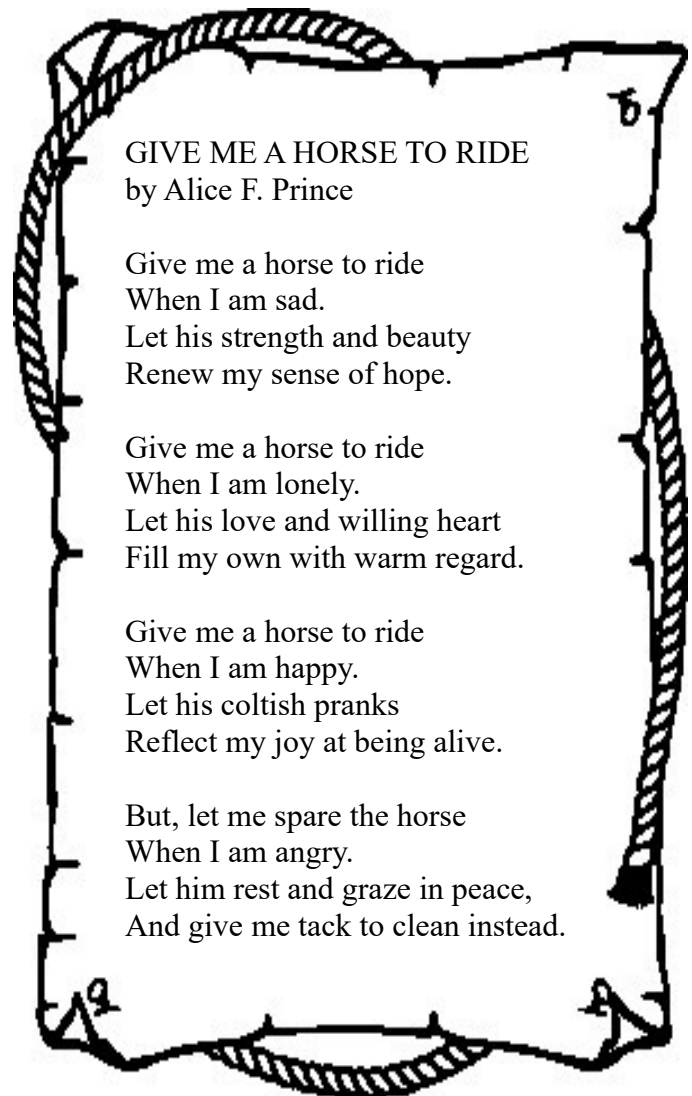 GIVE ME A HORSE TO RIDE
by Alice F. Prince
Give me a horse to ride
When I am sad.
Let his strength and beauty
Renew my sense of hope.
Give me a horse to ride
When I am lonely.
Let his love and willing heart
Fill my own with warm regard.
Give me a horse to ride
When I am happy.
Let his coltish pranks
Reflect my joy at being alive.
But, let me spare the horse
When I am angry.
Let him rest and graze in peace,
And give me tack to clean instead.